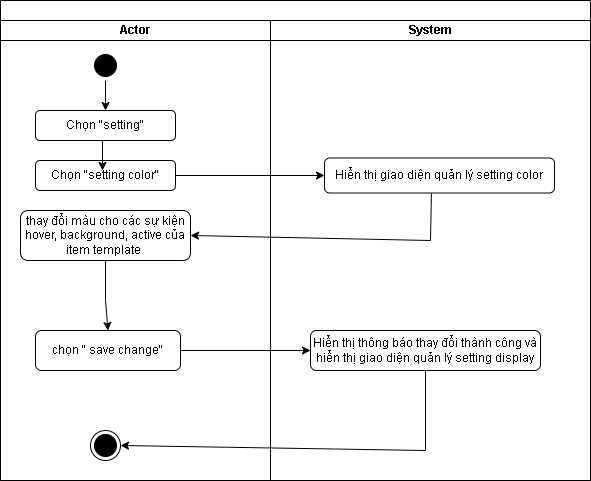 Actor
System
Chọn "setting"
Chọn "setting color"
Hiển thị giao diện quản lý setting color
thay đổi màu cho các sự kiện
hover, background, active của
item template
chọn " save change"
Hiển thị thông báo thay đổi thành công và
hiển thị giao diện quản lý setting display